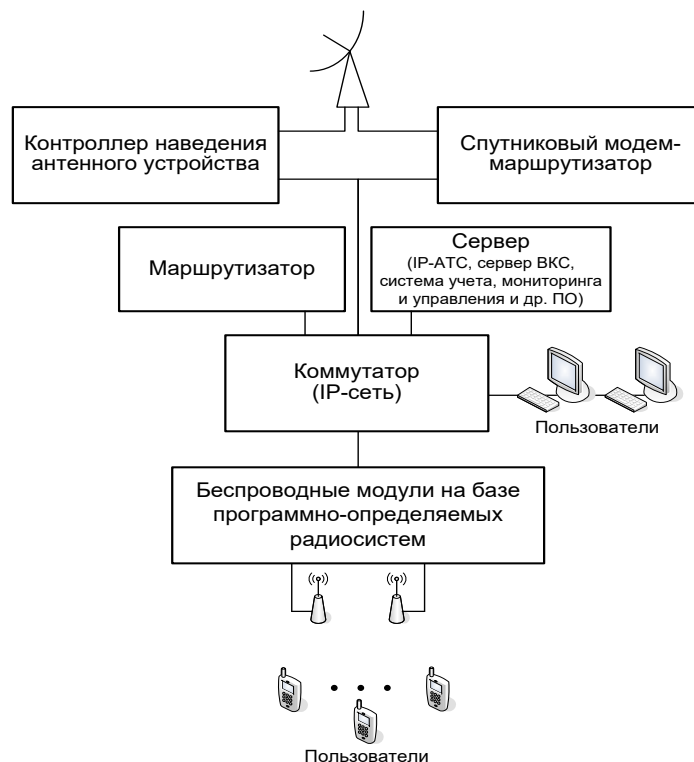 Контроллер наведения
антенного устройства
Спутниковый модем-
маршрутизатор
Маршрутизатор
Сервер
(IP-АТС, сервер ВКС,
система учета, мониторинга
и управления и др. ПО)
Коммутатор
(IP-сеть)
Пользователи
Беспроводные модули на базе
программно-определяемых
радиосистем
Пользователи